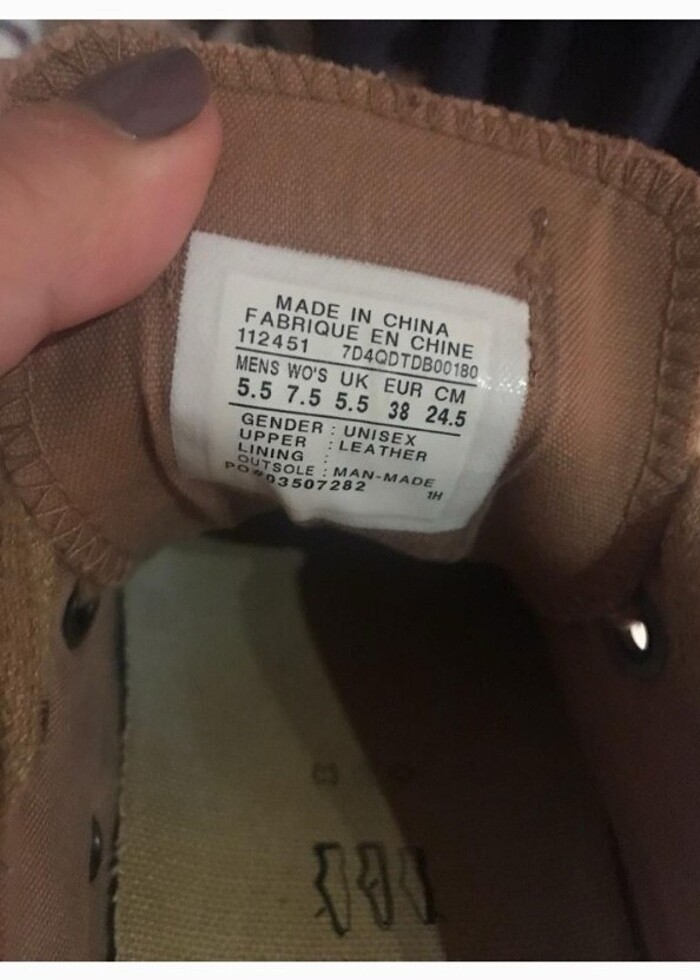 MADE IN CHINA
FABRIQUE EN CHINE
112451 7D4QDTDB00180
MENS WO'S UK EUR CM
5.5 7.5 5.5 38 24.5
GENDER : UNISEX
UPPER : LEATHER
LINING :
OUTSOLE : MAN-MADE
PO#03507282 1H